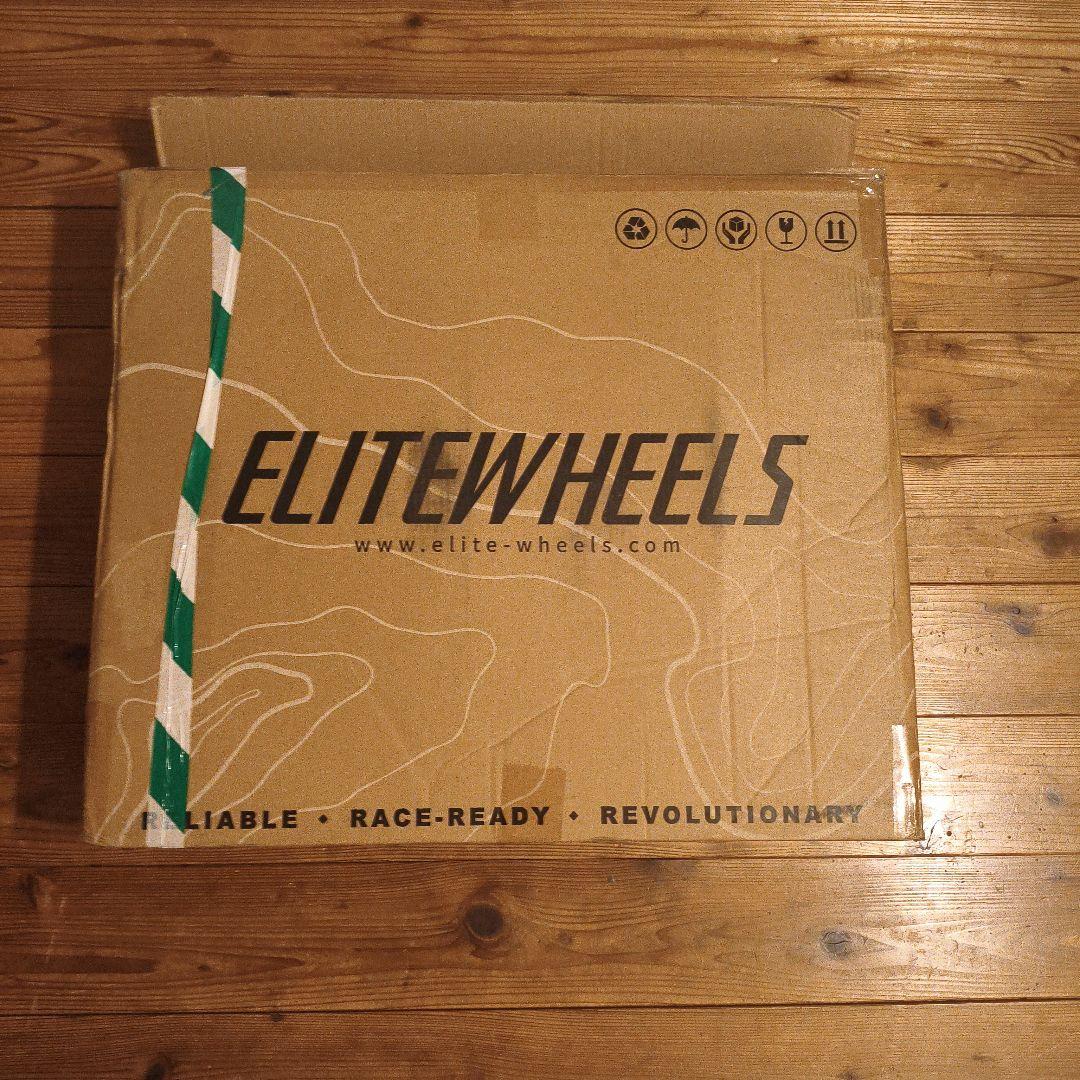 ELITEWHEELS
www.elite-wheels.com
RELIABLE • RACE-READY • REVOLUTIONARY